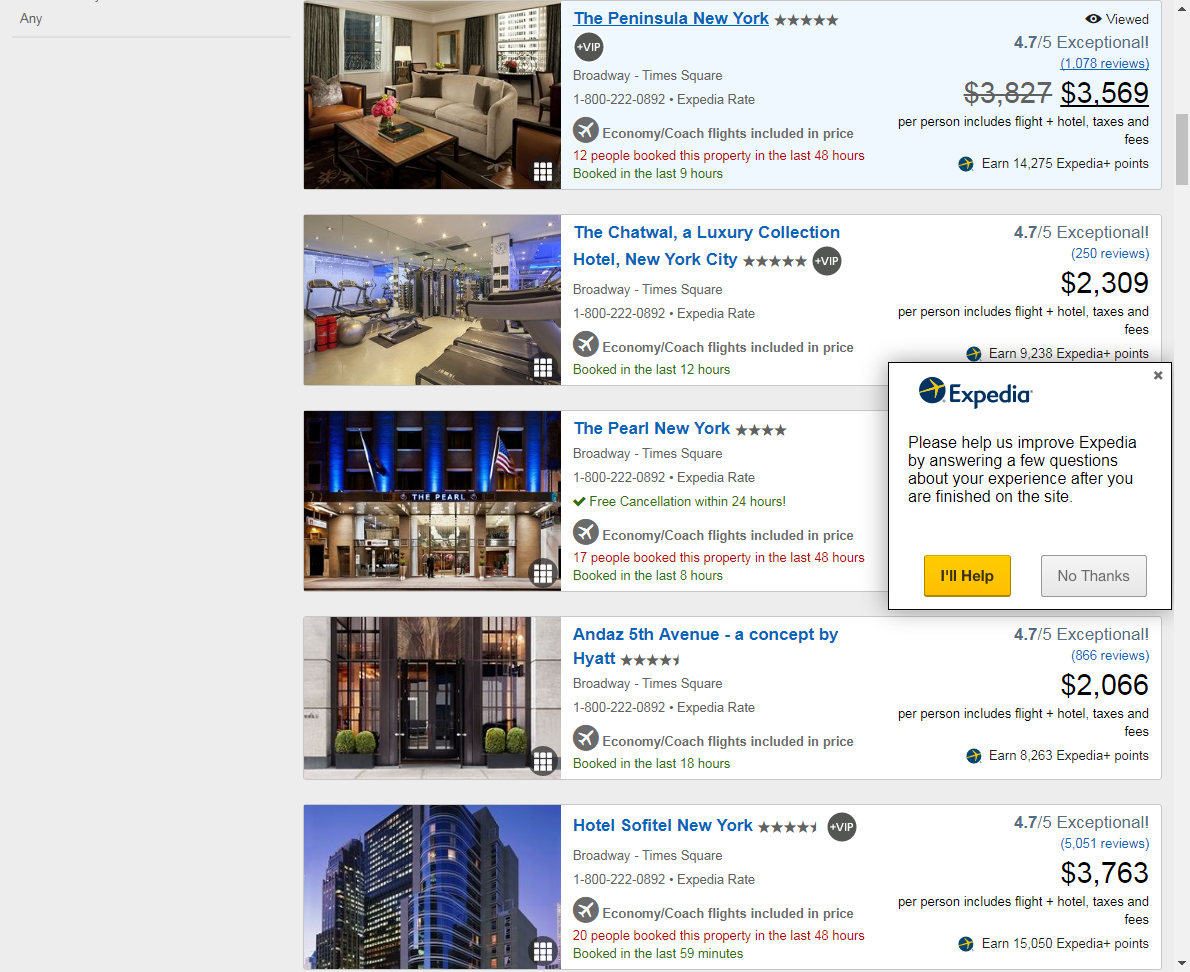 Any
The Peninsula New York
Viewed
+VIP
4.7/5 Exceptional!
(1,078 reviews)
Broadway - Times Square
$3,827 $3,569
1-800-222-0892 • Expedia Rate
per person includes flight + hotel, taxes and
fees
Economy/Coach flights included in price
12 people booked this property in the last 48 hours
Earn 14,275 Expedia+ points
Booked in the last 9 hours
The Chatwal, a Luxury Collection
Hotel, New York City
+VIP
4.7/5 Exceptional!
(250 reviews)
$2,309
Broadway - Times Square
1-800-222-0892 • Expedia Rate
per person includes flight + hotel, taxes and
fees
Economy/Coach flights included in price
Earn 9,238 Expedia+ points
Booked in the last 12 hours
THE PEARL
The Pearl New York
Broadway - Times Square
1-800-222-0892 • Expedia Rate
Free Cancellation within 24 hours!
Economy/Coach flights included in price
17 people booked this property in the last 48 hours
Booked in the last 8 hours
Expedia
Please help us improve Expedia
by answering a few questions
about your experience after you
are finished on the site.
I'll Help
No Thanks
Andaz 5th Avenue - a concept by
Hyatt
4.7/5 Exceptional!
(866 reviews)
$2,066
Broadway - Times Square
1-800-222-0892 • Expedia Rate
per person includes flight + hotel, taxes and
fees
Economy/Coach flights included in price
Earn 8,263 Expedia+ points
Booked in the last 18 hours
Hotel Sofitel New York
+VIP
4.7/5 Exceptional!
(5,051 reviews)
Broadway - Times Square
$3,763
1-800-222-0892 • Expedia Rate
per person includes flight + hotel, taxes and
fees
Economy/Coach flights included in price
20 people booked this property in the last 48 hours
Earn 15,050 Expedia+ points
Booked in the last 59 minutes